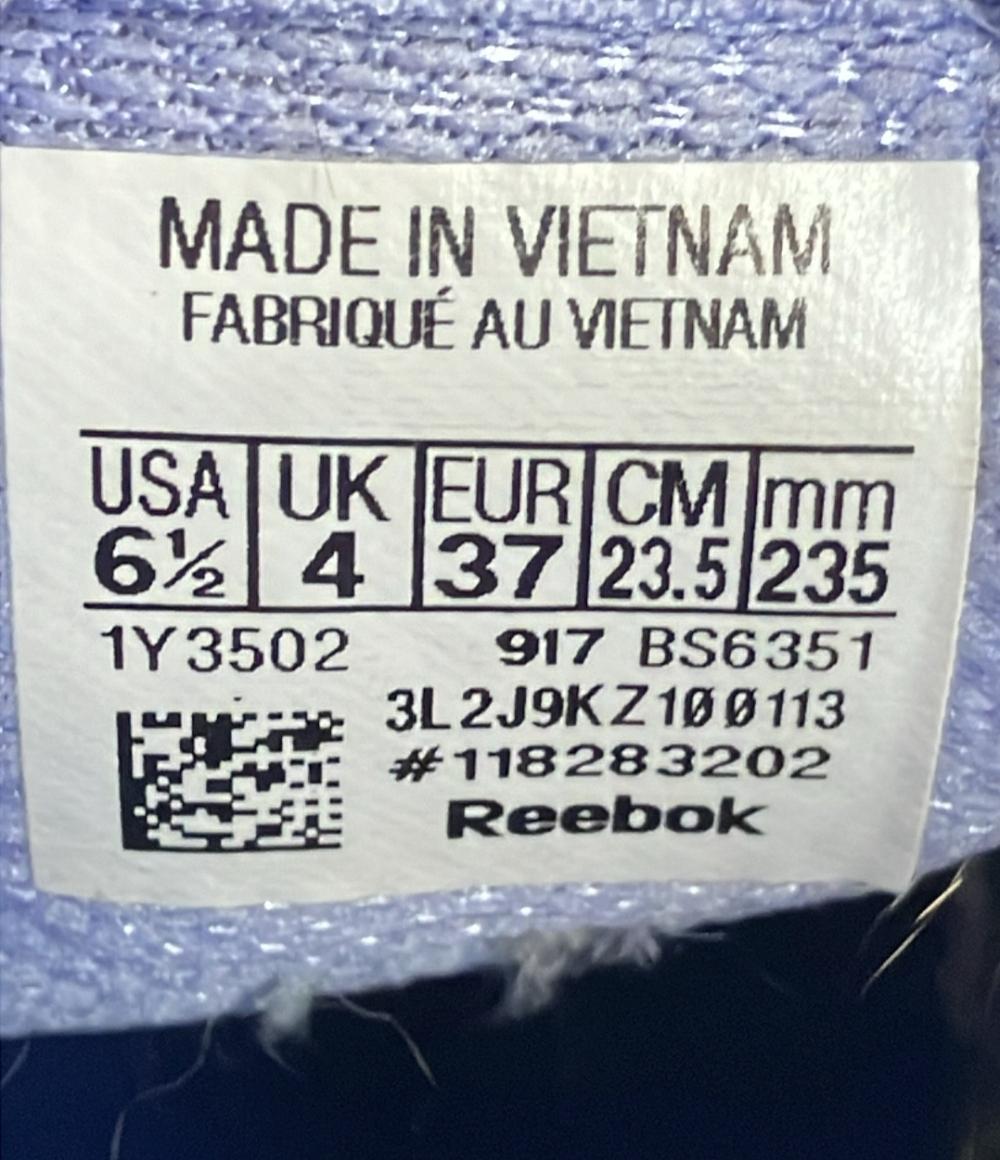 MADE IN VIETNAM
FABRIQUÉ AU VIETNAM
USA UK EUR CM mm
6½ 4 37 23.5 235
1Y3502 917 BS6351
3L2J9KZ100113
#118283202
Reebok